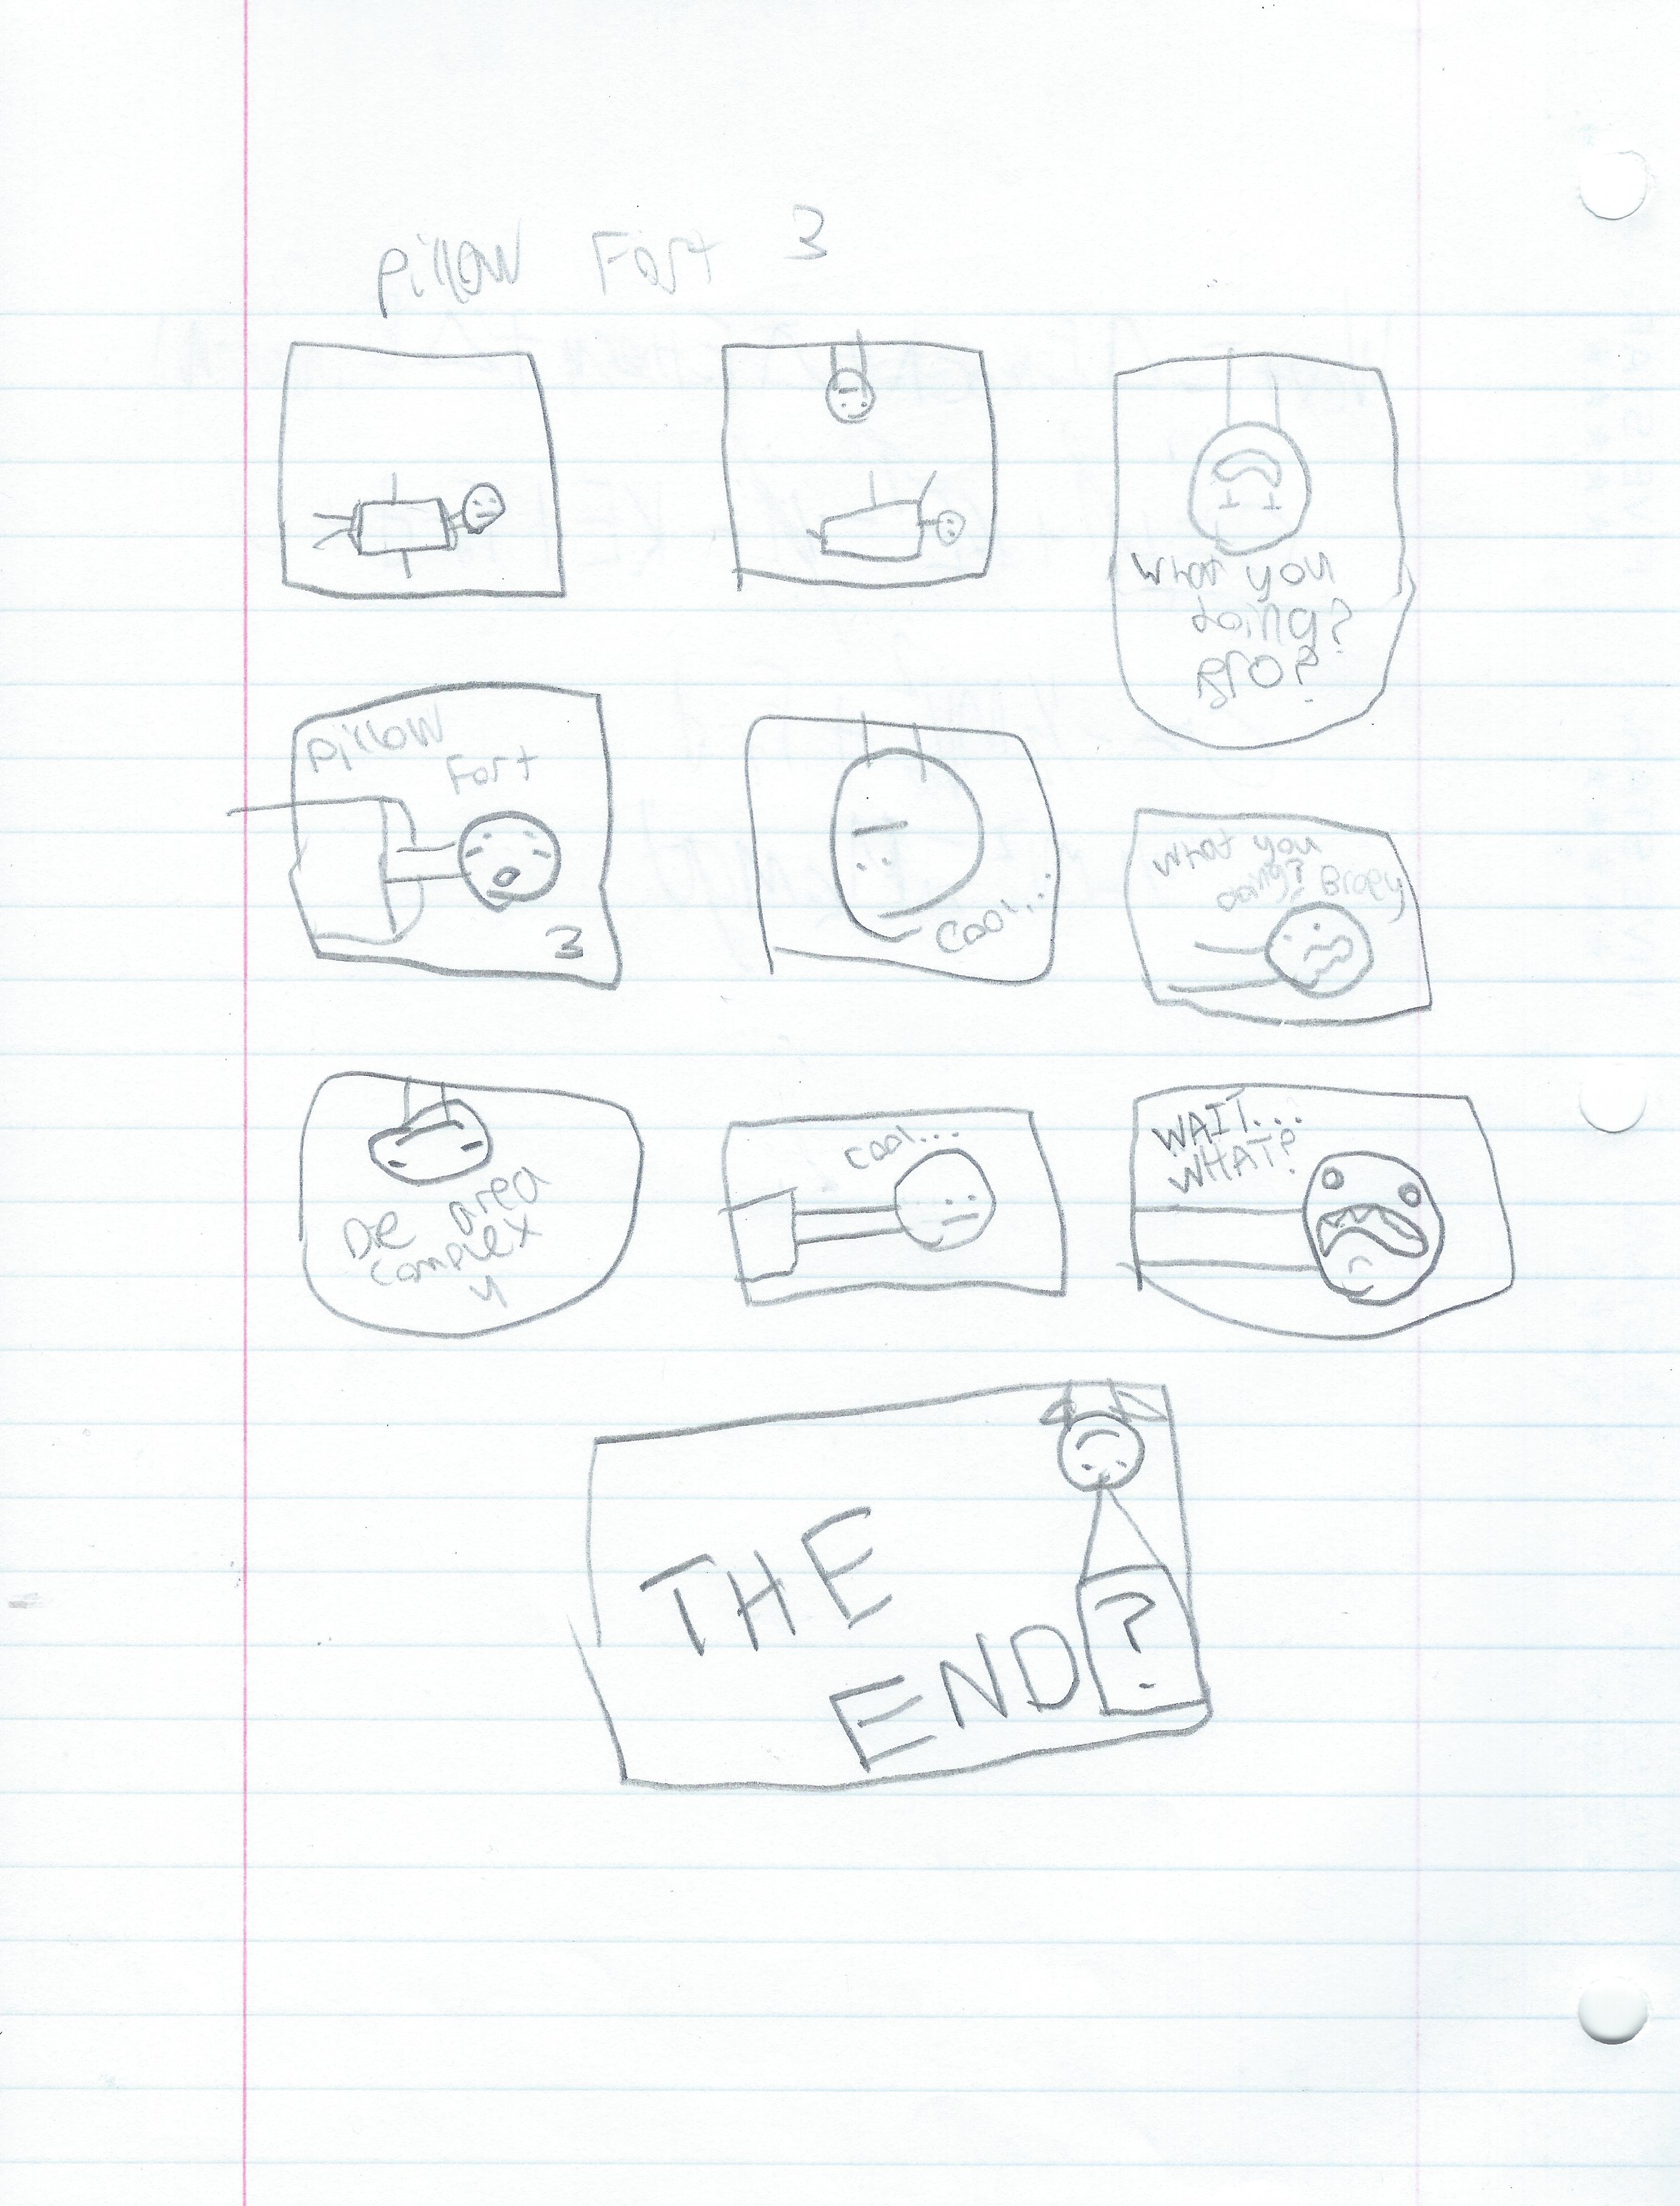 Pillow Fort 3
What you
doing?
Bro?
Pillow
Fort
3
Cool...
What you
doing? Brody
De area
complex
4
Cool...
WAIT...
WHAT?
THE
END?